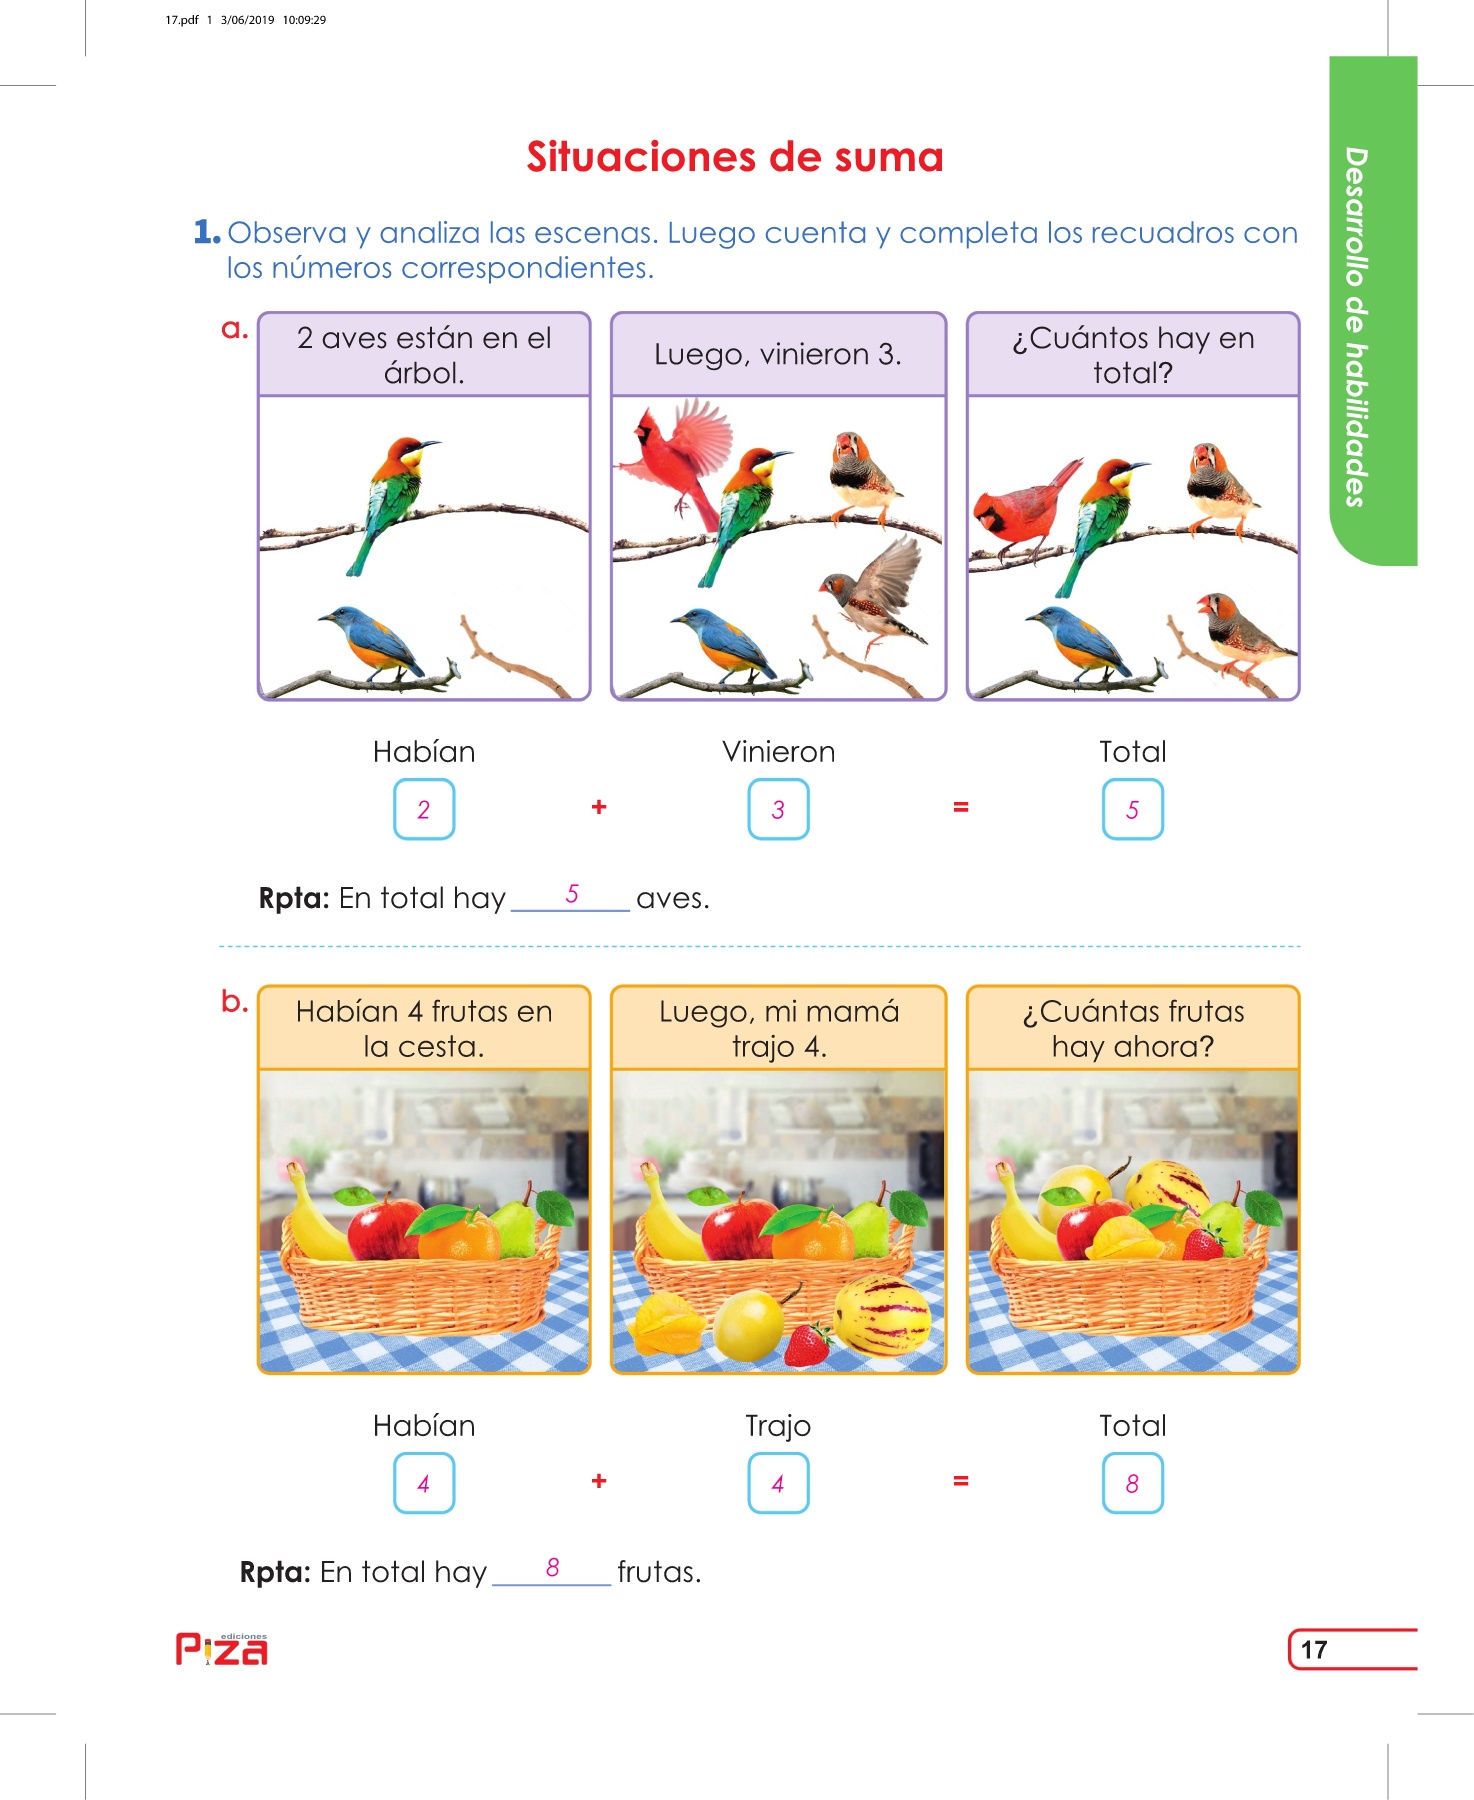 17.pdf 1 3/06/2019 10:09:29
Situaciones de suma
Desarrollo de habilidades
1. Observa y analiza las escenas. Luego cuenta y completa los recuadros con
los números correspondientes.
a.
2 aves están en el
árbol.
Luego, vinieron 3.
¿Cuántos hay en
total?
Habían
Vinieron
Total
2 + 3 = 5
Rpta: En total hay 5 aves.
b.
Habían 4 frutas en
la cesta.
Luego, mi mamá
trajo 4.
¿Cuántas frutas
hay ahora?
Habían
Trajo
Total
4 + 4 = 8
Rpta: En total hay 8 frutas.
ediciones
Piza
17